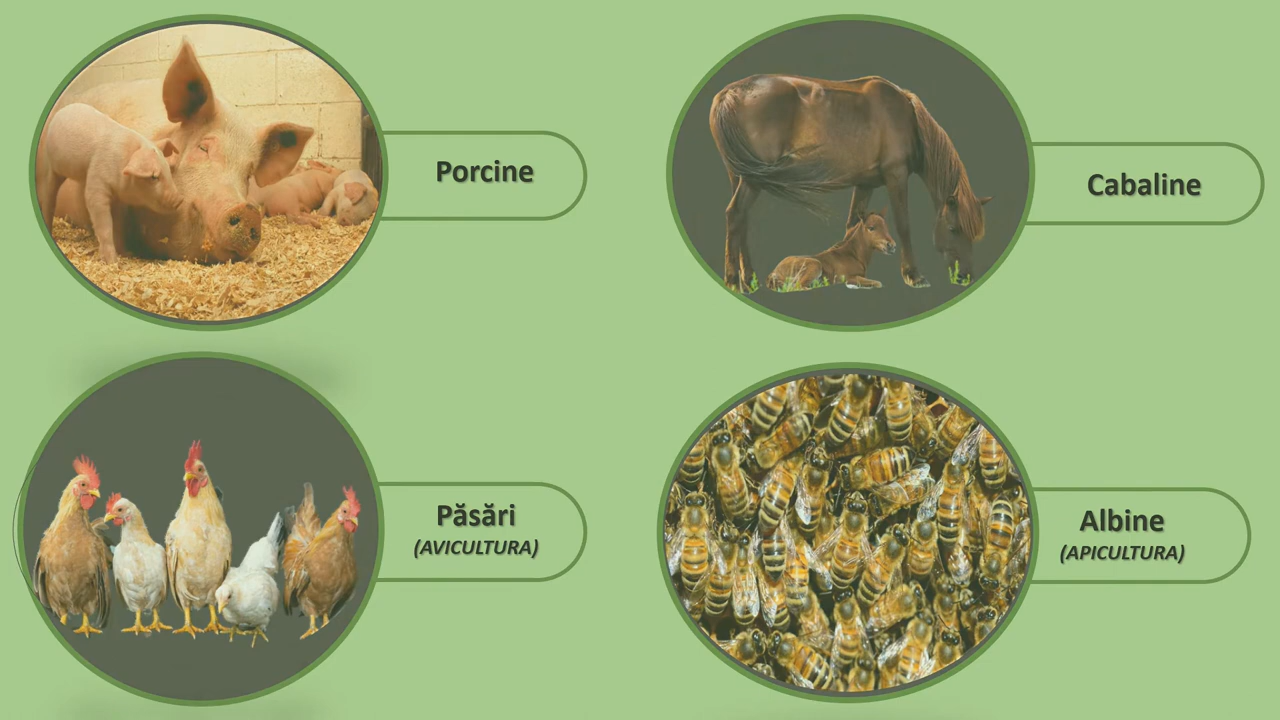 Porcine
Cabaline
Păsări
(AVICULTURA)
Albine
(APICULTURA)